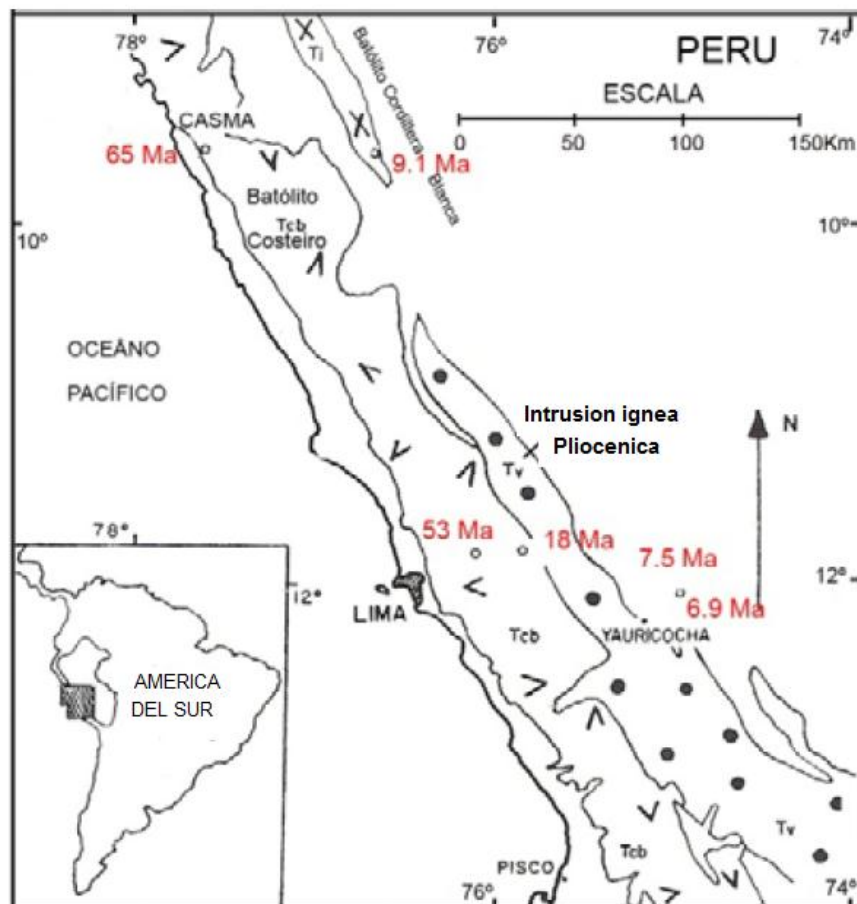 78º
76º
74º
PERU
ESCALA
0 50 100 150Km
Ti
Batólito Cordillera Blanca
CASMA
65 Ma
9.1 Ma
Batólito
Tcb
Costeiro
10º
10º
OCEÂNO
PACÍFICO
Intrusion ignea
Pliocenica
N
Tv
53 Ma
18 Ma
7.5 Ma
6.9 Ma
78º
12º
12º
LIMA
YAURICOCHA
Tcb
AMERICA
DEL SUR
Tv
Tcb
PISCO
14º
76º
74º